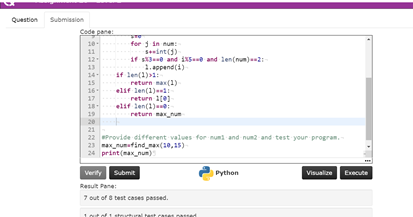 Question Submission
Code pane:
9
10 for j in num:
11 s+=int(j)
12 if s%3==0 and i%5==0 and len(num)==2:
13 l.append(i)
14 if len(l)>1:
15 return max(l)
16 elif len(l)==1:
17 return l[0]
18 elif len(l)==0:
19 return max_num
20
21
22 #Provide different values for num1 and num2 and test your program.
23 max_num=find_max(10,15)
24 print(max_num)
Verify Submit Python Visualize Execute
Result Pane:
7 out of 8 test cases passed.
1 out of 1 structural test cases passed